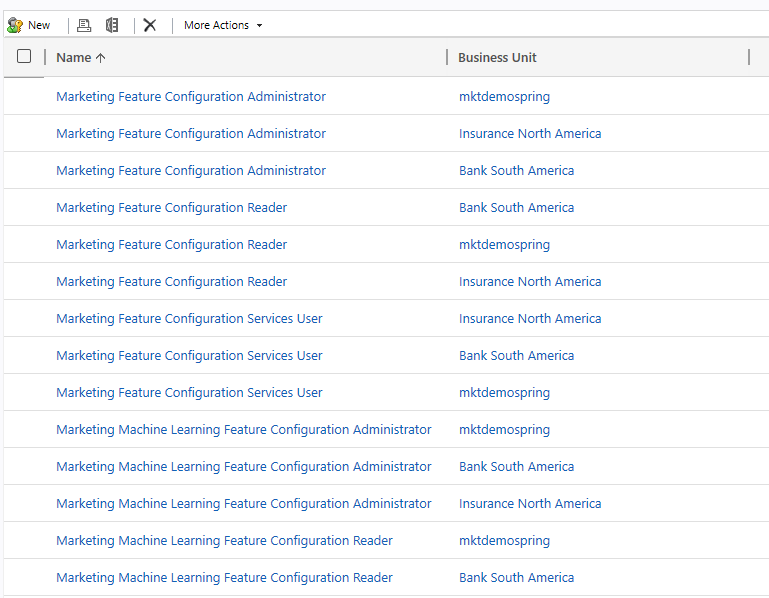 New More Actions
Name Business Unit
Marketing Feature Configuration Administrator mktdemospring
Marketing Feature Configuration Administrator Insurance North America
Marketing Feature Configuration Administrator Bank South America
Marketing Feature Configuration Reader Bank South America
Marketing Feature Configuration Reader mktdemospring
Marketing Feature Configuration Reader Insurance North America
Marketing Feature Configuration Services User Insurance North America
Marketing Feature Configuration Services User Bank South America
Marketing Feature Configuration Services User mktdemospring
Marketing Machine Learning Feature Configuration Administrator mktdemospring
Marketing Machine Learning Feature Configuration Administrator Bank South America
Marketing Machine Learning Feature Configuration Administrator Insurance North America
Marketing Machine Learning Feature Configuration Reader mktdemospring
Marketing Machine Learning Feature Configuration Reader Bank South America